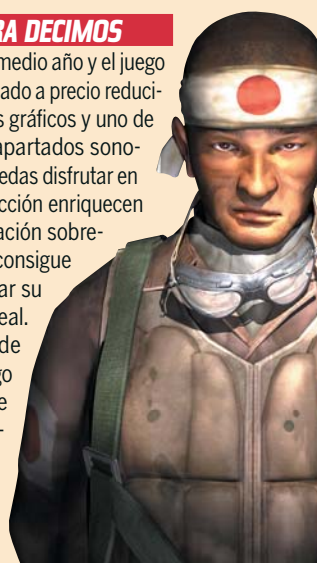 RA DECIMOS
medio año y el juego
ado a precio reduci-
s gráficos y uno de
apartados sono-
edas disfrutar en
cción enriquecen
ación sobre-
consigue
ar su
eal.
de
go
e
-